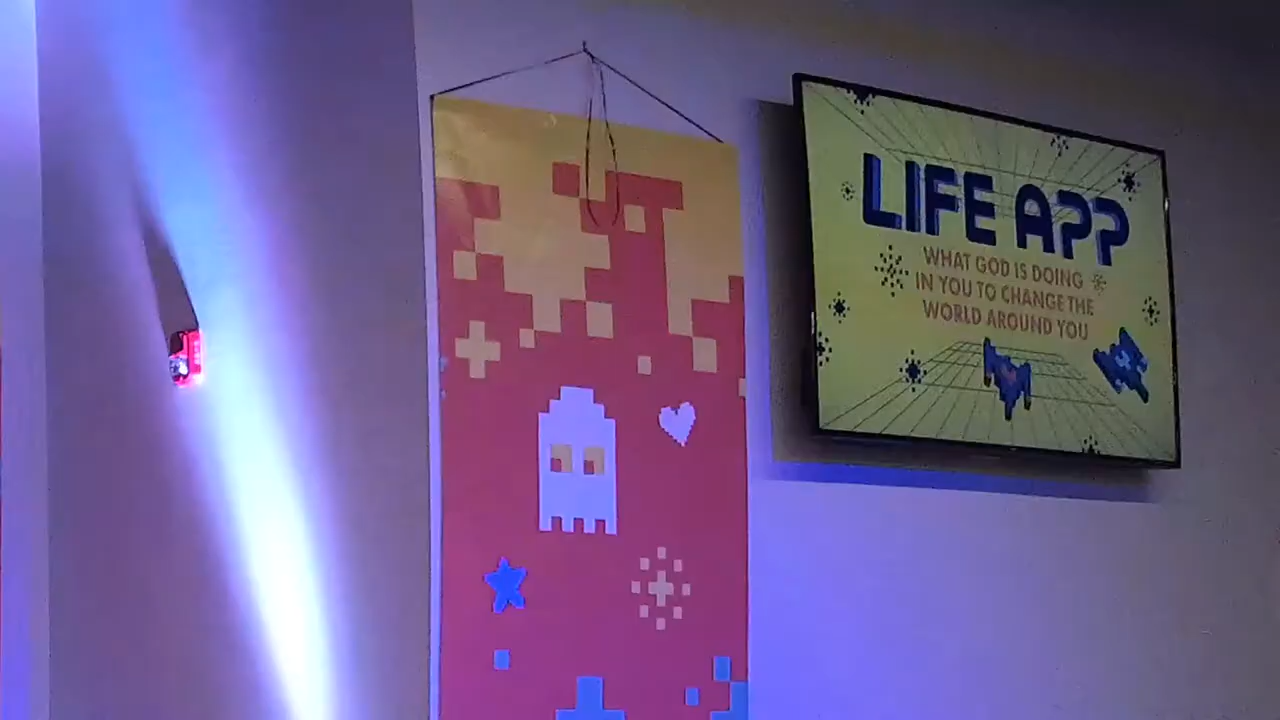 LIFE APP
WHAT GOD IS DOING
IN YOU TO CHANGE THE
WORLD AROUND YOU